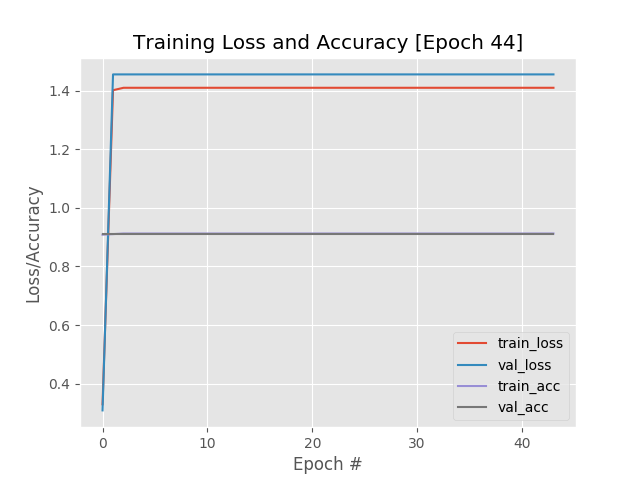 Training Loss and Accuracy [Epoch 44]
1.4
1.2
1.0
0.8
0.6
0.4
Loss/Accuracy
train_loss
val_loss
train_acc
val_acc
0 10 20 30 40
Epoch #